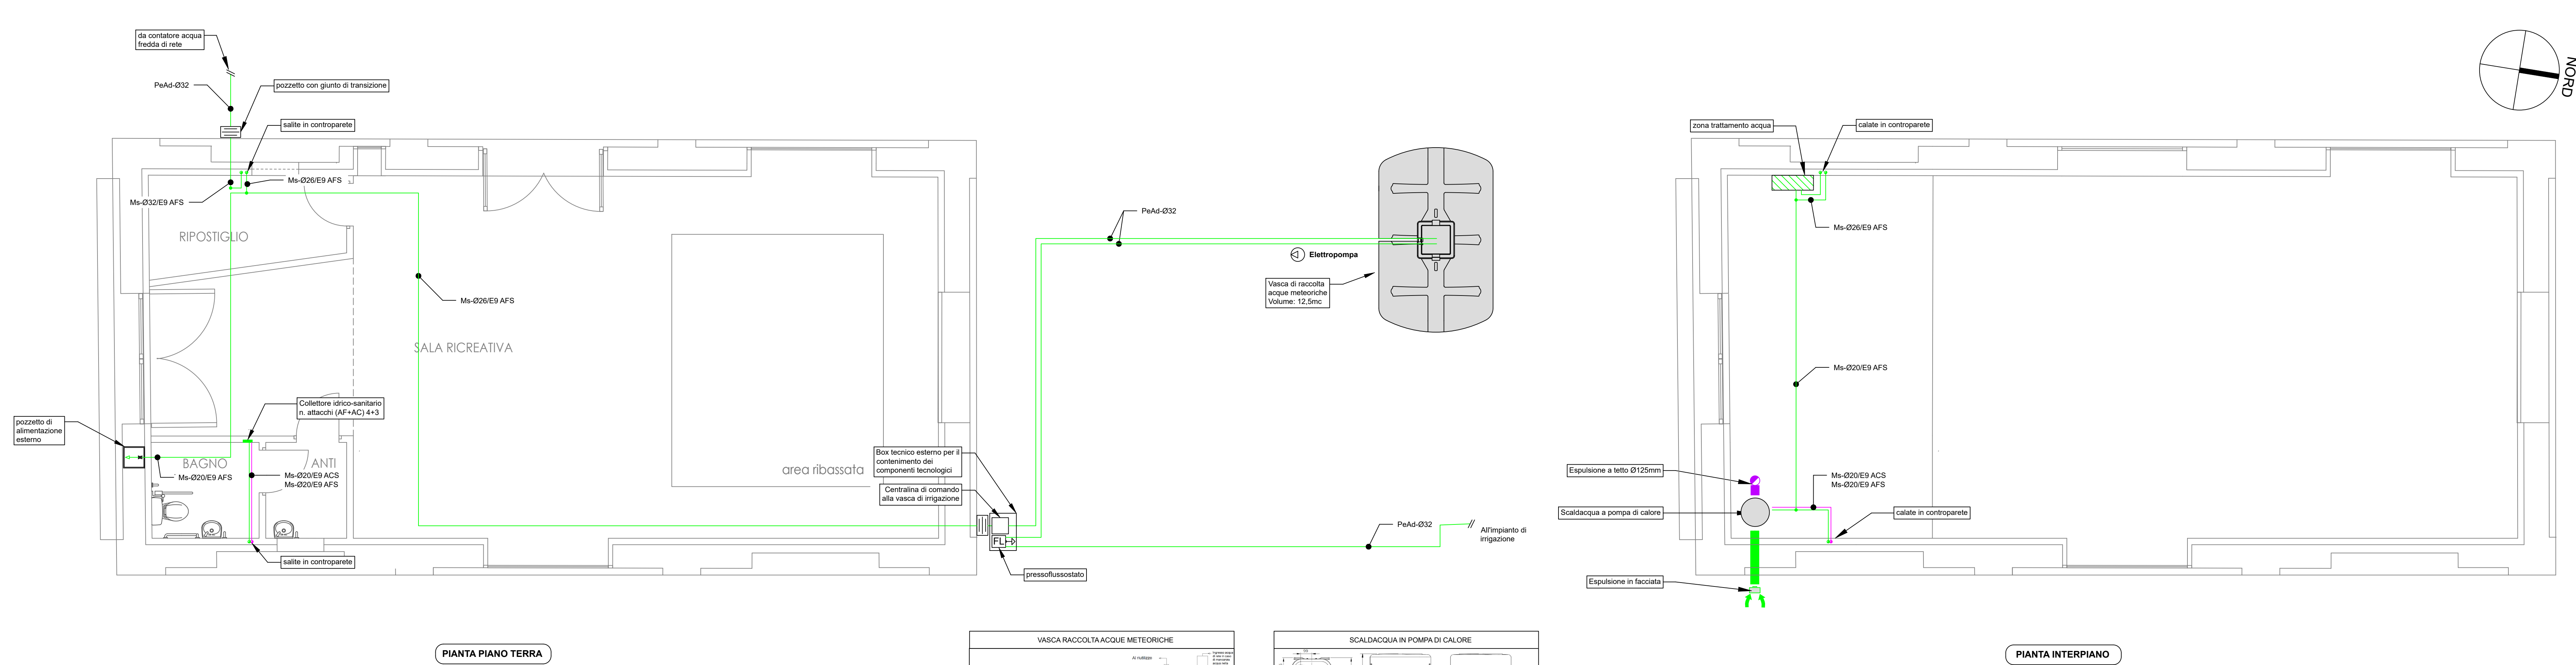 da contatore acqua
fredda di rete
PeAd-Ø32
pozzetto con giunto di transizione
salite in controparete
Ms-Ø26/E9 AFS
Ms-Ø32/E9 AFS
RIPOSTIGLIO
Ms-Ø26/E9 AFS
SALA RICREATIVA
Collettore idrico-sanitario
n. attacchi (AF+AC) 4+3
pozzetto di
alimentazione
esterno
BAGNO
ANTI
Ms-Ø20/E9 AFS
Ms-Ø20/E9 ACS
Ms-Ø20/E9 AFS
salite in controparete
area ribassata
Box tecnico esterno per il
contenimento dei
componenti tecnologici
Centralina di comando
alla vasca di irrigazione
FL
pressoflussostato
PeAd-Ø32
Elettropompa
Vasca di raccolta
acque meteoriche
Volume: 12,5mc
PeAd-Ø32
All'impianto di
irrigazione
PIANTA PIANO TERRA
VASCA RACCOLTA ACQUE METEORICHE
Al riutilizzo
SCALDACQUA IN POMPA DI CALORE
zona trattamento acqua
calate in controparete
Ms-Ø26/E9 AFS
Ms-Ø20/E9 AFS
Espulsione a tetto Ø125mm
Scaldacqua a pompa di calore
Ms-Ø20/E9 ACS
Ms-Ø20/E9 AFS
calate in controparete
Espulsione in facciata
PIANTA INTERPIANO
NORD